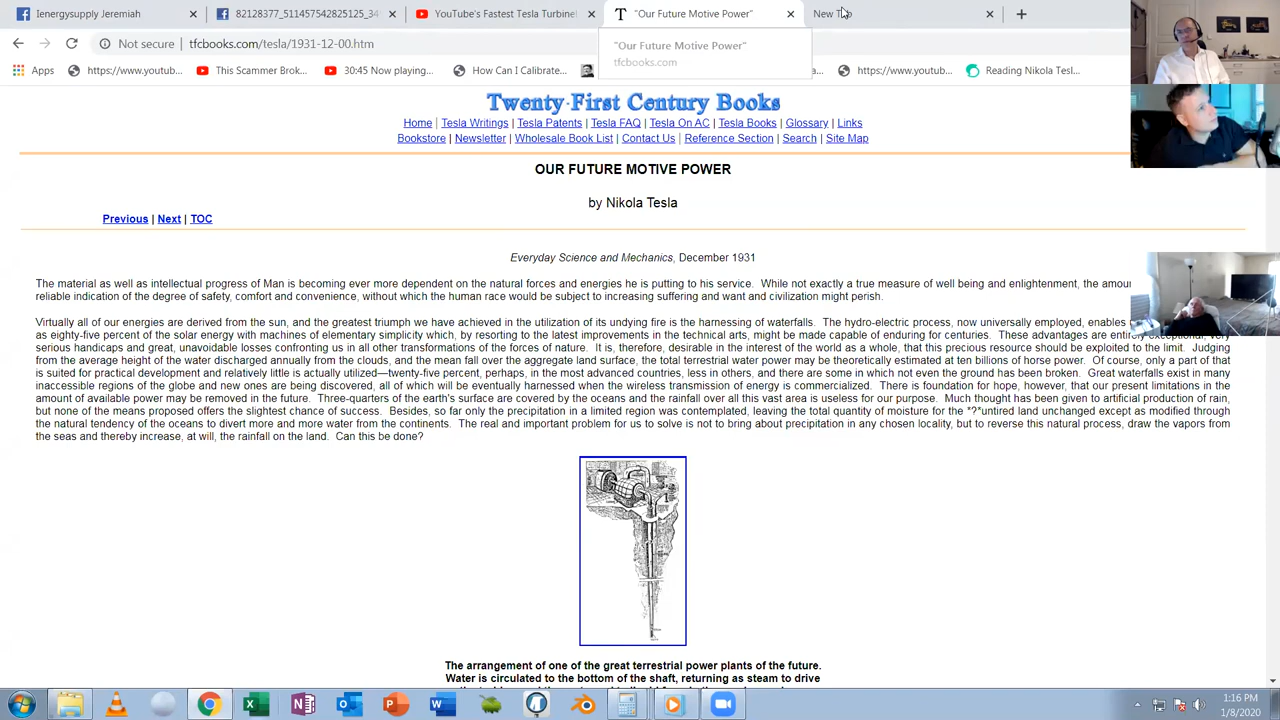 Ienergysupply Jeremiah
82128377_511457542825125_34
YouTube's Fastest Tesla Turbine!
"Our Future Motive Power"
New Tab
Not secure
tfcbooks.com/tesla/1931-12-00.htm
"Our Future Motive Power"
tfcbooks.com
Apps
https://www.youtub...
This Scammer Brok...
30:45 Now playing...
How Can I Calibrate...
https://www.youtub...
Reading Nikola Tesl...
Twenty-First Century Books
Home | Tesla Writings | Tesla Patents | Tesla FAQ | Tesla On AC | Tesla Books | Glossary | Links
Bookstore | Newsletter | Wholesale Book List | Contact Us | Reference Section | Search | Site Map
OUR FUTURE MOTIVE POWER
by Nikola Tesla
Previous | Next | TOC
Everyday Science and Mechanics, December 1931
The material as well as intellectual progress of Man is becoming ever more dependent on the natural forces and energies he is putting to his service. While not exactly a true measure of well being and enlightenment, the amou
reliable indication of the degree of safety, comfort and convenience, without which the human race would be subject to increasing suffering and want and civilization might perish.
Virtually all of our energies are derived from the sun, and the greatest triumph we have achieved in the utilization of its undying fire is the harnessing of waterfalls. The hydro-electric process, now universally employed, enables
as eighty-five percent of the solar energy with machines of elementary simplicity which, by resorting to the latest improvements in the technical arts, might be made capable of enduring for centuries. These advantages are entirely exceptional, very
serious handicaps and great, unavoidable losses confronting us in all other transformations of the forces of nature. It is, therefore, desirable in the interest of the world as a whole, that this precious resource should be exploited to the limit. Judging
from the average height of the water discharged annually from the clouds, and the mean fall over the aggregate land surface, the total terrestrial water power may be theoretically estimated at ten billions of horse power. Of course, only a part of that
is suited for practical development and relatively little is actually utilized—twenty-five percent, perhaps, in the most advanced countries, less in others, and there are some in which not even the ground has been broken. Great waterfalls exist in many
inaccessible regions of the globe and new ones are being discovered, all of which will be eventually harnessed when the wireless transmission of energy is commercialized. There is foundation for hope, however, that our present limitations in the
amount of available power may be removed in the future. Three-quarters of the earth's surface are covered by the oceans and the rainfall over all this vast area is useless for our purpose. Much thought has been given to artificial production of rain,
but none of the means proposed offers the slightest chance of success. Besides, so far only the precipitation in a limited region was contemplated, leaving the total quantity of moisture for the *?*untired land unchanged except as modified through
the natural tendency of the oceans to divert more and more water from the continents. The real and important problem for us to solve is not to bring about precipitation in any chosen locality, but to reverse this natural process, draw the vapors from
the seas and thereby increase, at will, the rainfall on the land. Can this be done?
The arrangement of one of the great terrestrial power plants of the future.
Water is circulated to the bottom of the shaft, returning as steam to drive
1:16 PM
1/8/2020